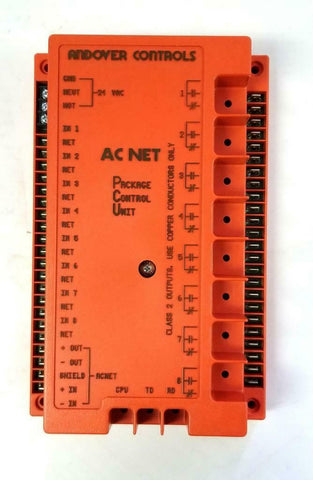 ANDOVER CONTROLS
GND
NEUT
24 VAC
HOT
IN 1
RET
IN 2
RET
IN 3
RET
IN 4
RET
IN 5
RET
IN 6
RET
IN 7
RET
IN 8
RET
+ OUT
- OUT
SHIELD
ACNET
+ IN
- IN
AC NET
PACKAGE
CONTROL
UNIT
CLASS 2 OUTPUTS, USE COPPER CONDUCTORS ONLY
1
2
3
4
5
6
7
8
CPU TD RD